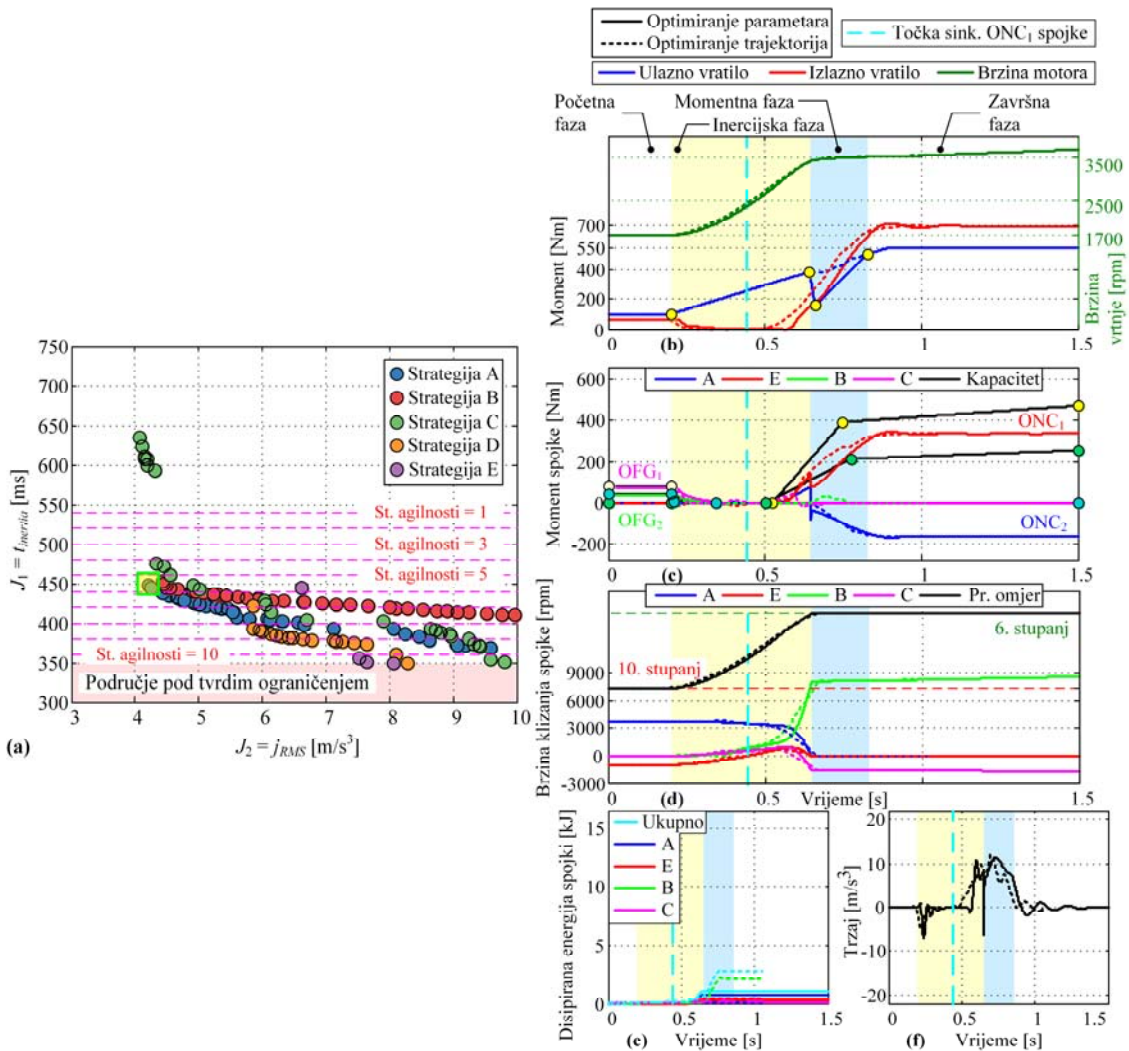 Optimiranje parametara
Optimiranje trajektorija
Točka sink. ONC1 spojke
Ulazno vratilo
Izlazno vratilo
Brzina motora
Početna faza
Momentna faza
Inercijska faza
Završna faza
Moment [Nm]
700
550
400
200
0
3500
2500
1700
Brzina vrtnje [rpm]
0
(b)
0.5
1
1.5
A
E
B
C
Kapacitet
Moment spojke [Nm]
600
400
200
0
-200
OFG1
OFG2
ONC1
ONC2
0
(c)
0.5
1
1.5
A
E
B
C
Pr. omjer
Brzina klizanja spojke [rpm]
9000
6000
3000
0
-3000
10. stupanj
6. stupanj
0
(d)
0.5
Vrijeme [s]
1
1.5
Disipirana energija spojki [kJ]
15
10
5
0
Ukupno
A
E
B
C
0
0.5
1
1.5
(e)
Vrijeme [s]
Trzaj [m/s³]
20
10
0
-10
-20
0
0.5
1
1.5
Vrijeme [s]
(f)
J1 = tinercija [ms]
750
700
650
600
550
500
450
400
350
300
Strategija A
Strategija B
Strategija C
Strategija D
Strategija E
St. agilnosti = 1
St. agilnosti = 3
St. agilnosti = 5
St. agilnosti = 10
Područje pod tvrdim ograničenjem
3
4
5
6
7
8
9
10
(a)
J2 = jRMS [m/s³]